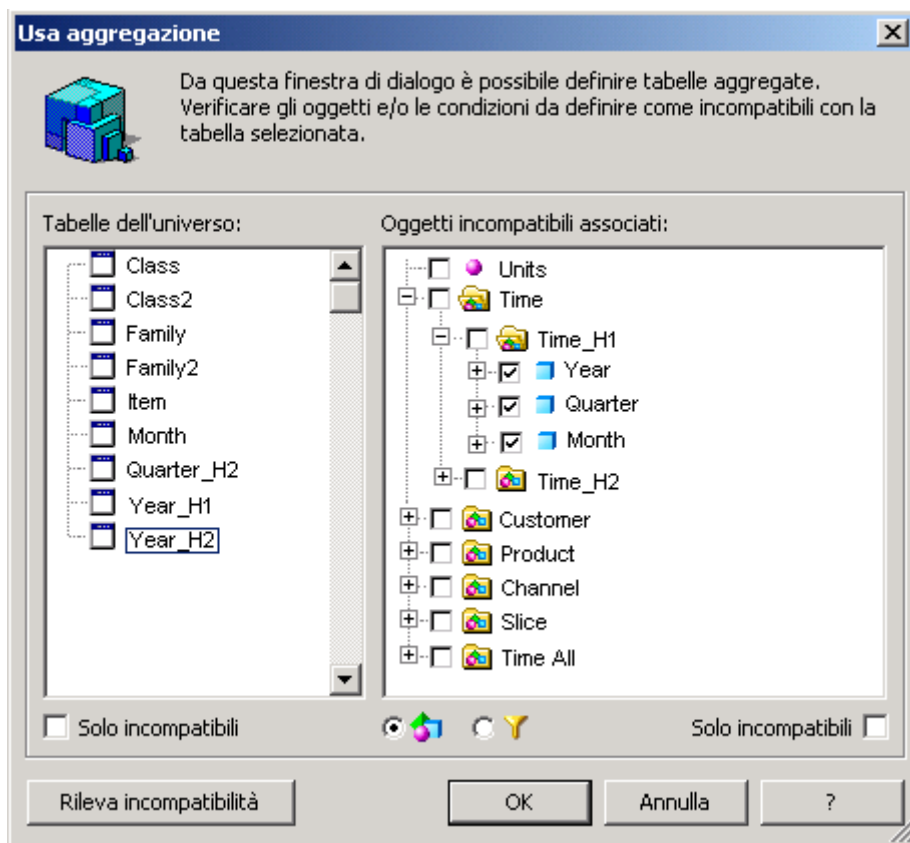 Usa aggregazione
Da questa finestra di dialogo è possibile definire tabelle aggregate.
Verificare gli oggetti e/o le condizioni da definire come incompatibili con la
tabella selezionata.
Tabelle dell'universo:
Class
Class2
Family
Family2
Item
Month
Quarter_H2
Year_H1
Year_H2
Solo incompatibili
Oggetti incompatibili associati:
Units
Time
Time_H1
Year
Quarter
Month
Time_H2
Customer
Product
Channel
Slice
Time All
Solo incompatibili
Rileva incompatibilità
OK
Annulla
?